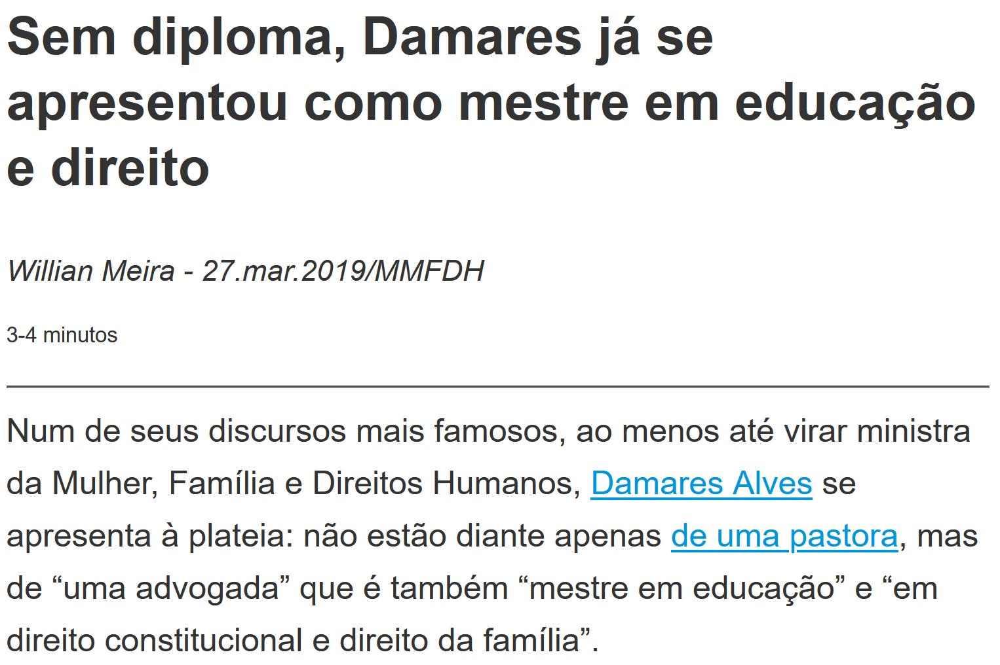 Sem diploma, Damares já se
apresentou como mestre em educação
e direito
Willian Meira - 27.mar.2019/MMFDH
3-4 minutos
Num de seus discursos mais famosos, ao menos até virar ministra
da Mulher, Família e Direitos Humanos, Damares Alves se
apresenta à plateia: não estão diante apenas de uma pastora, mas
de “uma advogada” que é também “mestre em educação” e “em
direito constitucional e direito da família”.